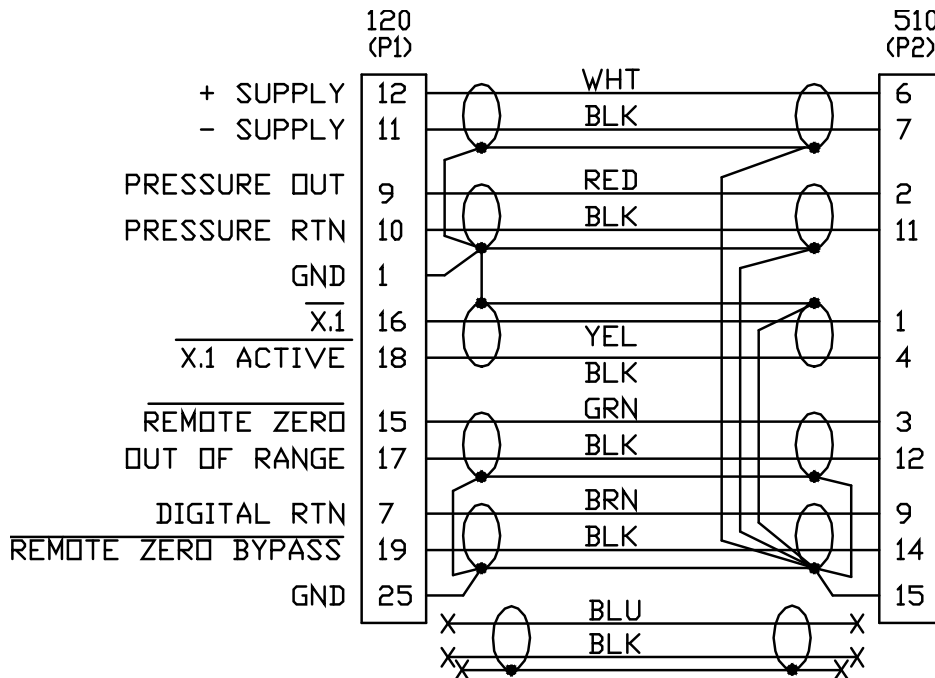 120 510
(P1) (P2)
+ SUPPLY 12 WHT 6
- SUPPLY 11 BLK 7
PRESSURE OUT 9 RED 2
PRESSURE RTN 10 BLK 11
GND 1
X.1 16 YEL 1
X.1 ACTIVE 18 BLK 4
REMOTE ZERO 15 GRN 3
OUT OF RANGE 17 BLK 12
DIGITAL RTN 7 BRN 9
REMOTE ZERO BYPASS 19 BLK 14
GND 25 15
BLU
BLK